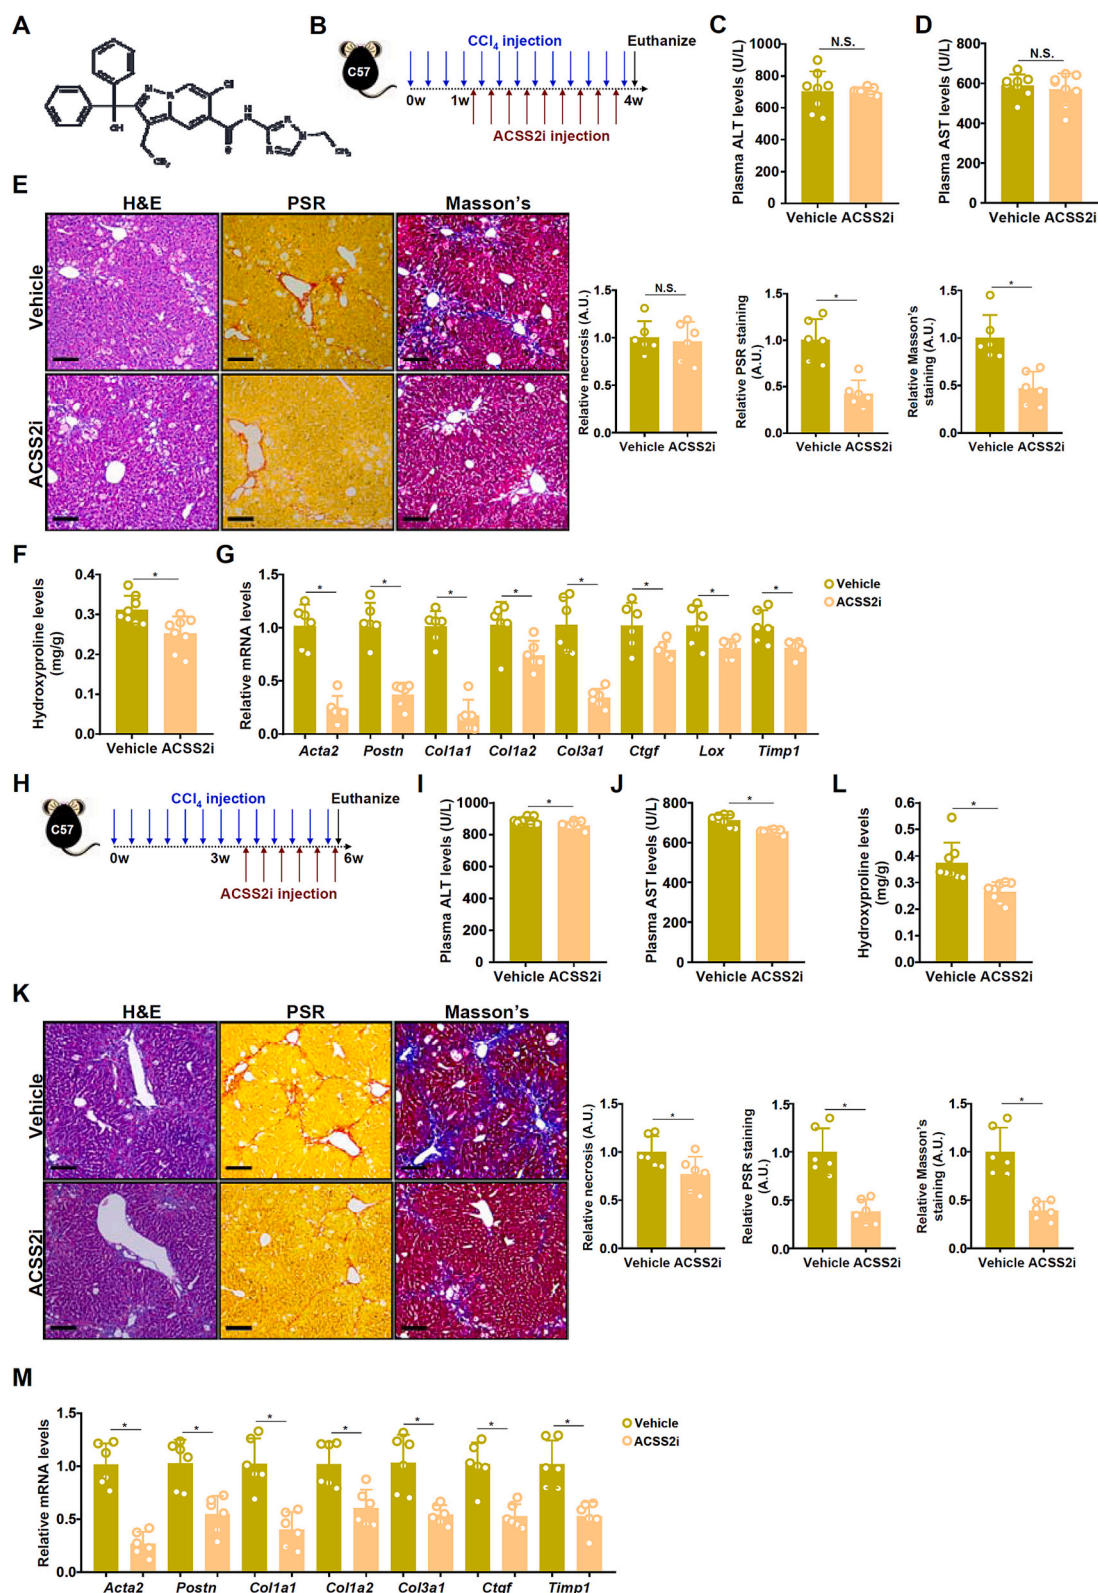 A
OH
Cl
B
C57
CCl4 injection
Euthanize
0w 1w 4w
ACSS2i injection
C
Plasma ALT levels (U/L)
1000
800
600
400
200
0
N.S.
Vehicle ACSS2i
D
Plasma AST levels (U/L)
800
600
400
200
0
N.S.
Vehicle ACSS2i
E
H&E PSR Masson's
Vehicle
ACSS2i
Relative necrosis (A.U.)
1.5
1.0
0.5
0.0
N.S.
Vehicle ACSS2i
Relative PSR staining
(A.U.)
1.5
1.0
0.5
0.0
*
Vehicle ACSS2i
Relative Masson's
staining (A.U.)
1.5
1.0
0.5
0.0
*
Vehicle ACSS2i
F
Hydroxyproline levels
(mg/g)
0.4
0.3
0.2
0.1
0.0
*
Vehicle ACSS2i
G
Relative mRNA levels
1.5
1.0
0.5
0.0
* * * * * * * *
Acta2 Postn Col1a1 Col1a2 Col3a1 Ctgf Lox Timp1
Vehicle
ACSS2i
H
C57
CCl4 injection
Euthanize
0w 3w 6w
ACSS2i injection
I
Plasma ALT levels (U/L)
1000
800
600
400
200
0
*
Vehicle ACSS2i
J
Plasma AST levels (U/L)
800
600
400
200
0
*
Vehicle ACSS2i
L
Hydroxyproline levels
(mg/g)
0.6
0.5
0.4
0.3
0.2
0.1
0.0
*
Vehicle ACSS2i
K
H&E PSR Masson's
Vehicle
ACSS2i
Relative necrosis (A.U.)
1.5
1.0
0.5
0.0
*
Vehicle ACSS2i
Relative PSR staining
(A.U.)
1.5
1.0
0.5
0.0
*
Vehicle ACSS2i
Relative Masson's
staining (A.U.)
1.5
1.0
0.5
0.0
*
Vehicle ACSS2i
M
Relative mRNA levels
1.5
1.0
0.5
0.0
* * * * * * *
Acta2 Postn Col1a1 Col1a2 Col3a1 Ctgf Timp1
Vehicle
ACSS2i